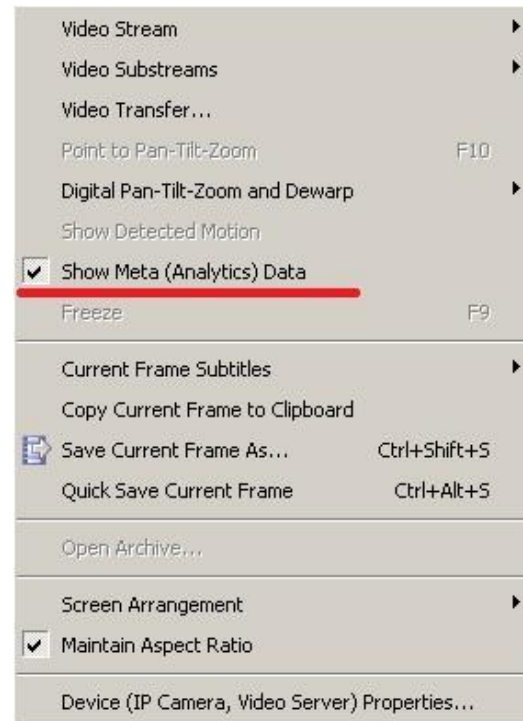 Video Stream
Video Substreams
Video Transfer...
Point to Pan-Tilt-Zoom F10
Digital Pan-Tilt-Zoom and Dewarp
Show Detected Motion
Show Meta (Analytics) Data
Freeze F9
Current Frame Subtitles
Copy Current Frame to Clipboard
Save Current Frame As... Ctrl+Shift+S
Quick Save Current Frame Ctrl+Alt+S
Open Archive...
Screen Arrangement
Maintain Aspect Ratio
Device (IP Camera, Video Server) Properties...